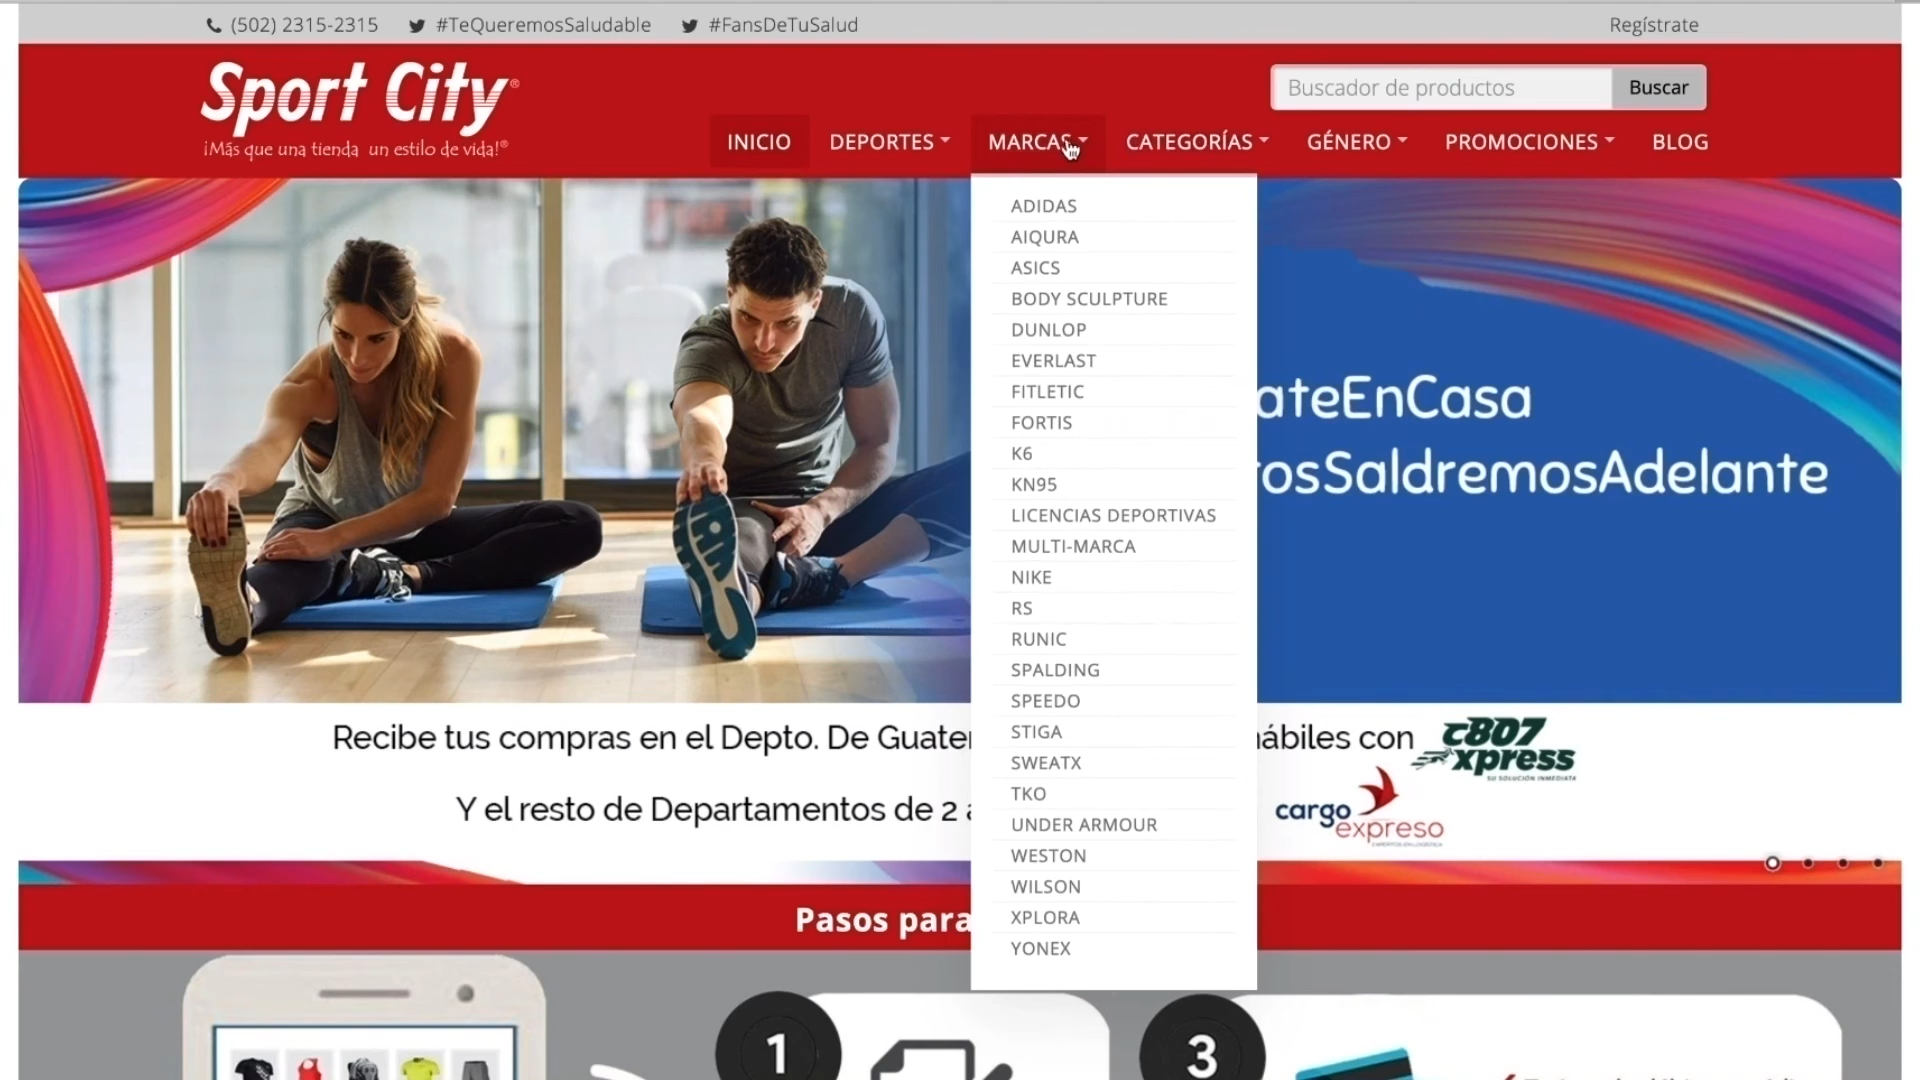 (502) 2315-2315 #TeQueremosSaludable #FansDeTuSalud Regístrate
Sport City®
¡Más que una tienda un estilo de vida!®
Buscador de productos Buscar
INICIO DEPORTES MARCAS CATEGORÍAS GÉNERO PROMOCIONES BLOG
ADIDAS
AIQURA
ASICS
BODY SCULPTURE
DUNLOP
EVERLAST
FITLETIC
FORTIS
K6
KN95
LICENCIAS DEPORTIVAS
MULTI-MARCA
NIKE
RS
RUNIC
SPALDING
SPEEDO
STIGA
SWEATX
TKO
UNDER ARMOUR
WESTON
WILSON
XPLORA
YONEX
ateEnCasa
osSaldremosAdelante
Recibe tus compras en el Depto. De Guate
hábiles con
c807
xpress
SU SOLUCIÓN INMEDIATA
Y el resto de Departamentos de 2
cargo
expreso
Pasos para
1
3